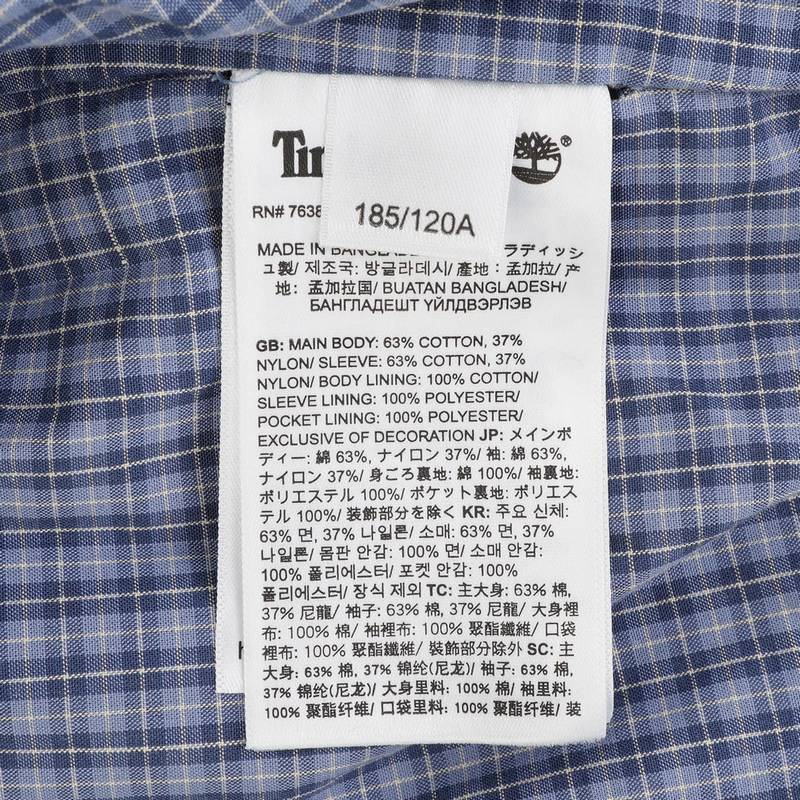 185/120A
RN#
MADE IN ラディッシ
ュ製/ 제조국: 방글라데시/ 產地：孟加拉/ 产
地：孟加拉国/ BUATAN BANGLADESH/
БАНГЛАДЕШТ ҮЙЛДВЭРЛЭВ
GB: MAIN BODY: 63% COTTON, 37%
NYLON/ SLEEVE: 63% COTTON, 37%
NYLON/ BODY LINING: 100% COTTON/
SLEEVE LINING: 100% POLYESTER/
POCKET LINING: 100% POLYESTER/
EXCLUSIVE OF DECORATION JP: メインボ
ディー: 綿 63%, ナイロン 37%/ 袖: 綿 63%,
ナイロン 37%/ 身ごろ裏地: 綿 100%/ 袖裏地:
ポリエステル 100%/ ポケット裏地: ポリエス
テル 100%/ 装飾部分を除く KR: 주요 신체:
63% 면, 37% 나일론/ 소매: 63% 면, 37%
나일론/ 몸판 안감: 100% 면/ 소매 안감:
100% 폴리에스테르/ 포켓 안감: 100%
폴리에스터/ 장식 제외 TC: 主大身: 63% 棉,
37% 尼龍/ 袖子: 63% 棉, 37% 尼龍/ 大身裡
布: 100% 棉/ 袖裡布: 100% 聚酯纖維/ 口袋
裡布: 100% 聚酯纖維/ 裝飾部分除外 SC: 主
大身: 63% 棉, 37% 锦纶(尼龙)/ 袖子: 63% 棉,
37% 锦纶(尼龙)/ 大身里料: 100% 棉/ 袖里料:
100% 聚酯纤维/ 口袋里料: 100% 聚酯纤维/ 装